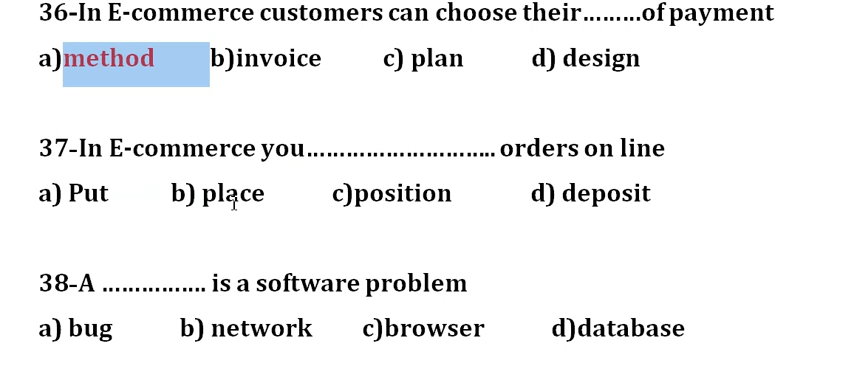 36-In E-commerce customers can choose their.........of payment
a)method b)invoice c) plan d) design
37-In E-commerce you............................ orders on line
a) Put b) place c)position d) deposit
38-A ................ is a software problem
a) bug b) network c)browser d)database